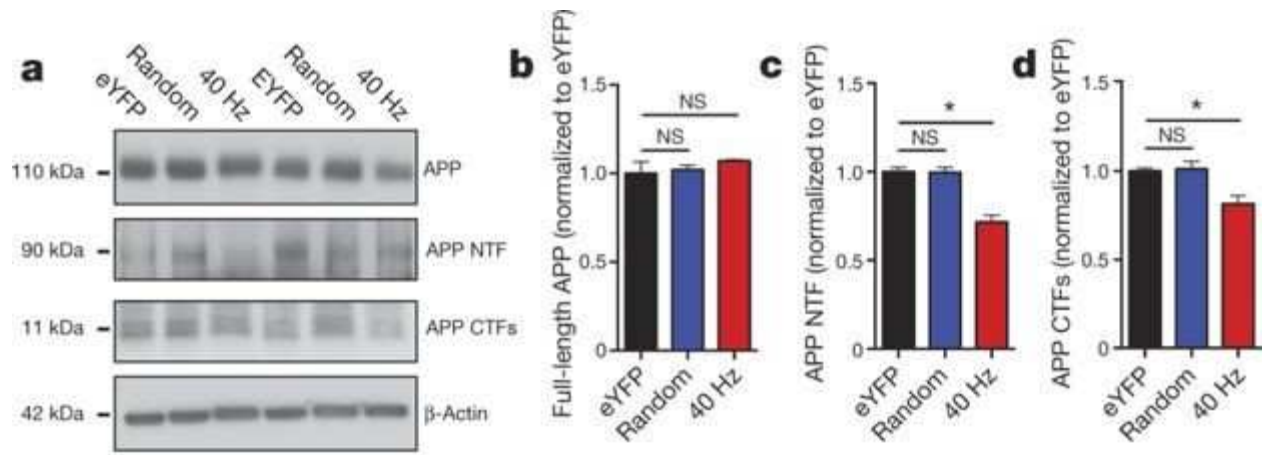 a
eYFP
Random
40 Hz
EYFP
Random
40 Hz
110 kDa
APP
90 kDa
APP NTF
11 kDa
APP CTFs
42 kDa
β-Actin
b
Full-length APP (normalized to eYFP)
1.5
1.0
1.0
0
NS
NS
eYFP
Random
40 Hz
c
APP NTF (normalized to eYFP)
1.5
1.0
0.5
0
*
NS
eYFP
Random
40 Hz
d
APP CTFs (normalized to eYFP)
1.5
1.0
0.5
0
*
NS
eYFP
Random
40 Hz